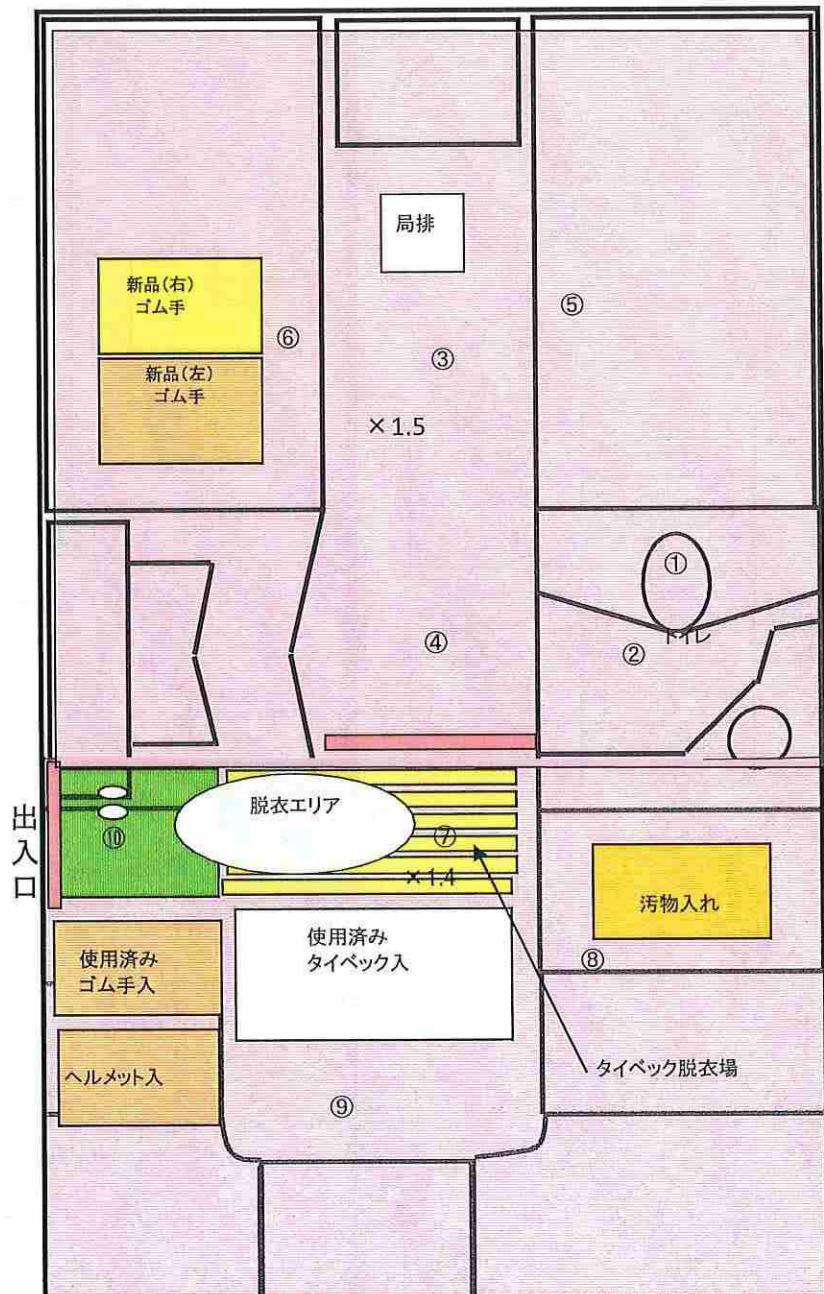 局排
新品(右)
ゴム手
⑥
⑤
③
新品(左)
ゴム手
×1.5
①
④
②
トイレ
出入口
脱衣エリア
⑩
⑦
×1.4
汚物入れ
使用済み
ゴム手入
使用済み
タイベック入
⑧
ヘルメット入
タイベック脱衣場
⑨